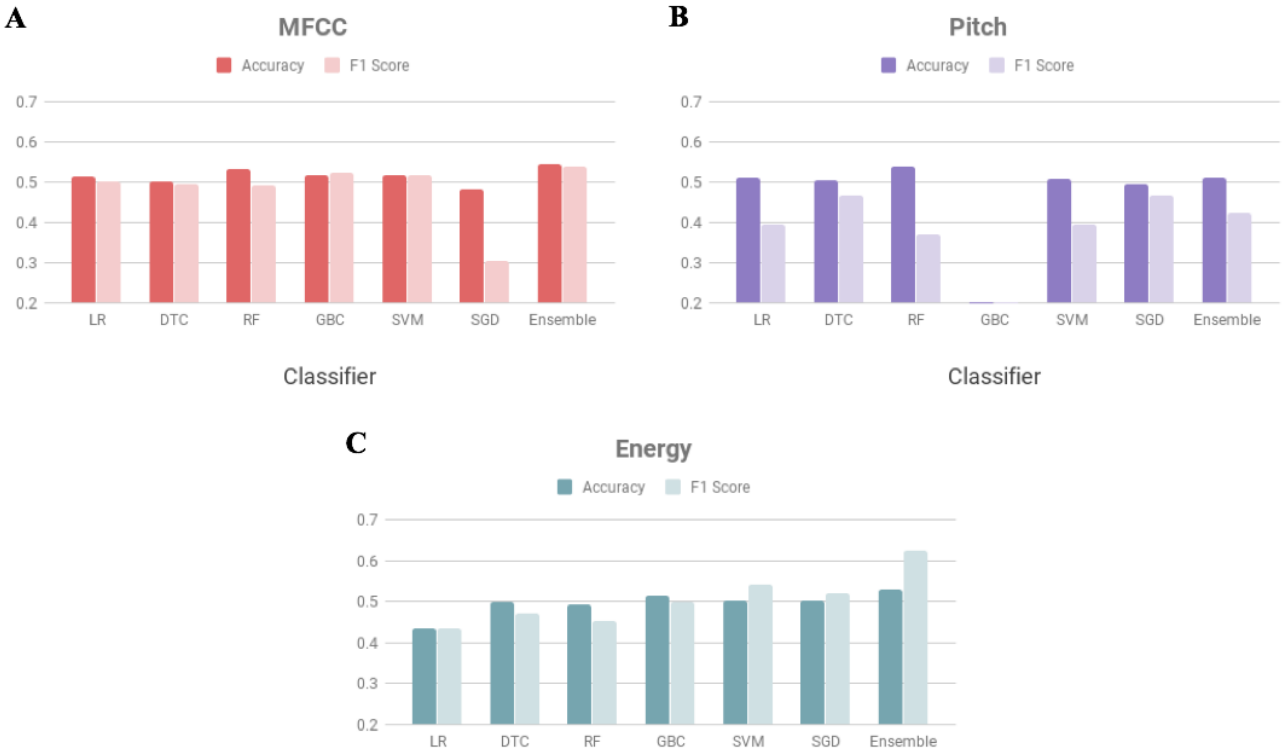 A
MFCC
Accuracy F1 Score
0.7
0.6
0.5
0.4
0.3
0.2
LR DTC RF GBC SVM SGD Ensemble
Classifier
B
Pitch
Accuracy F1 Score
0.7
0.6
0.5
0.4
0.3
0.2
LR DTC RF GBC SVM SGD Ensemble
Classifier
C
Energy
Accuracy F1 Score
0.7
0.6
0.5
0.4
0.3
0.2
LR DTC RF GBC SVM SGD Ensemble